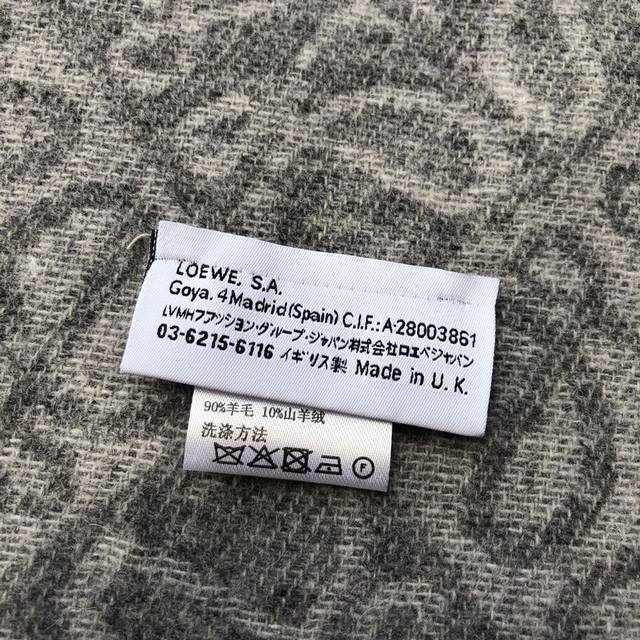 LOEWE, S.A.
Goya. 4 Madrid (Spain) C.I.F.: A-28003861
LVMHファッション・グループ・ジャパン株式会社ロエベジャパン
03-6215-6116 イギリス製 Made in U. K.
90%羊毛 10%山羊绒
洗涤方法
F